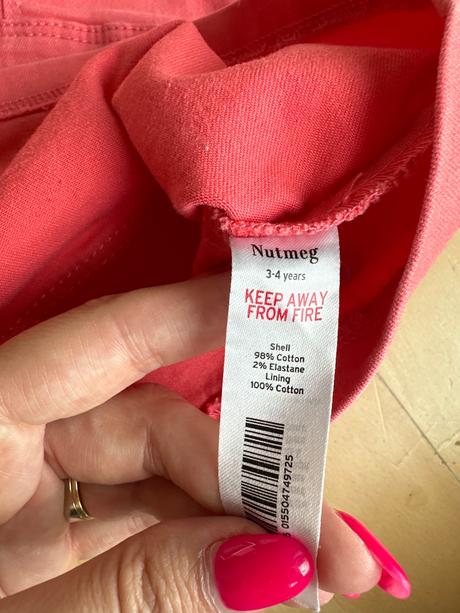 Nutmeg
3-4 years
KEEP AWAY
FROM FIRE
Shell
98% Cotton
2% Elastane
Lining
100% Cotton
015504749725